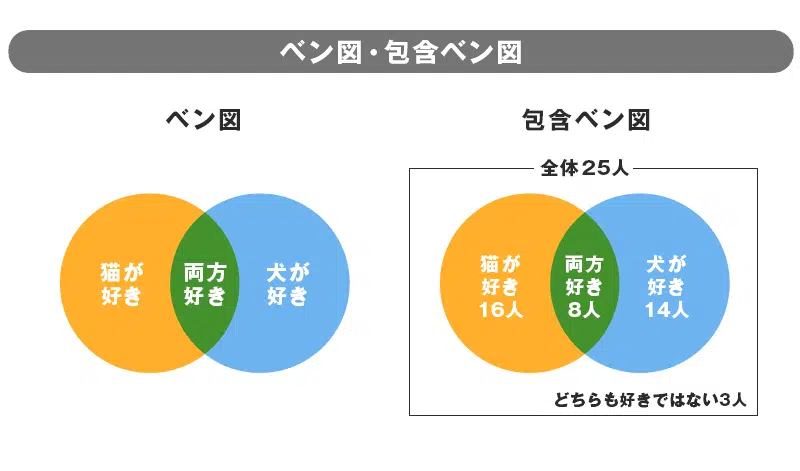 ベン図・包含ベン図
ベン図
猫が
好き
両方
好き
犬が
好き
包含ベン図
全体25人
猫が
好き
16人
両方
好き
8人
犬が
好き
14人
どちらも好きではない3人